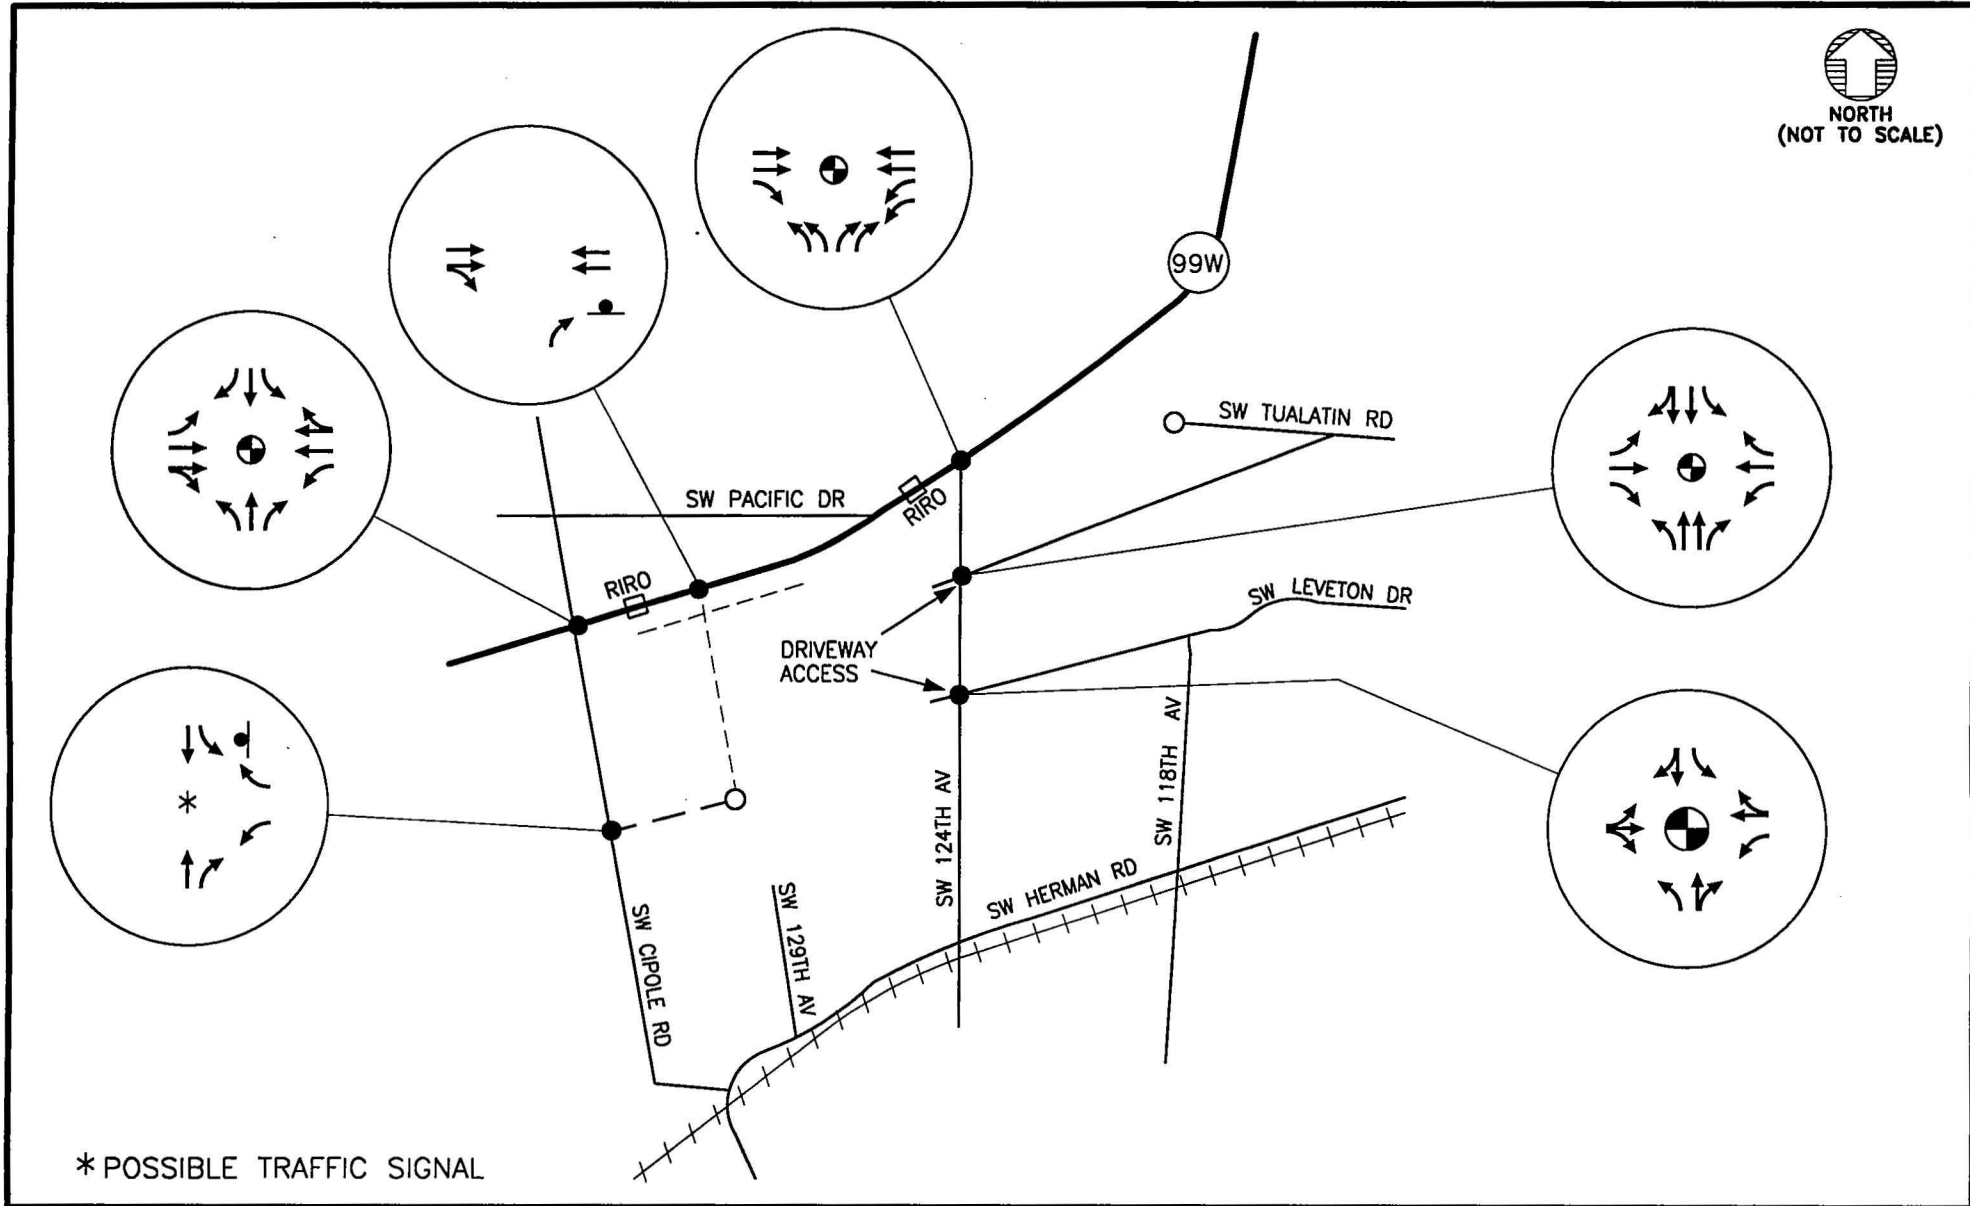 NORTH
(NOT TO SCALE)
99W
SW TUALATIN RD
SW PACIFIC DR
RIRO
RIRO
SW LEVETON DR
DRIVEWAY
ACCESS
SW 118TH AV
SW 124TH AV
SW HERMAN RD
SW 129TH AV
SW CIPOLE RD
* POSSIBLE TRAFFIC SIGNAL